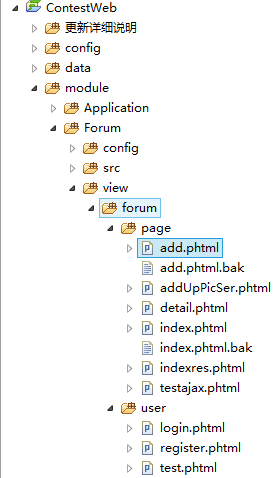 ContestWeb
更新详细说明
config
data
module
Application
Forum
config
src
view
forum
page
add.phtml
add.phtml.bak
addUpPicSer.phtml
detail.phtml
index.phtml
index.phtml.bak
indexres.phtml
testajax.phtml
user
login.phtml
register.phtml
test.phtml